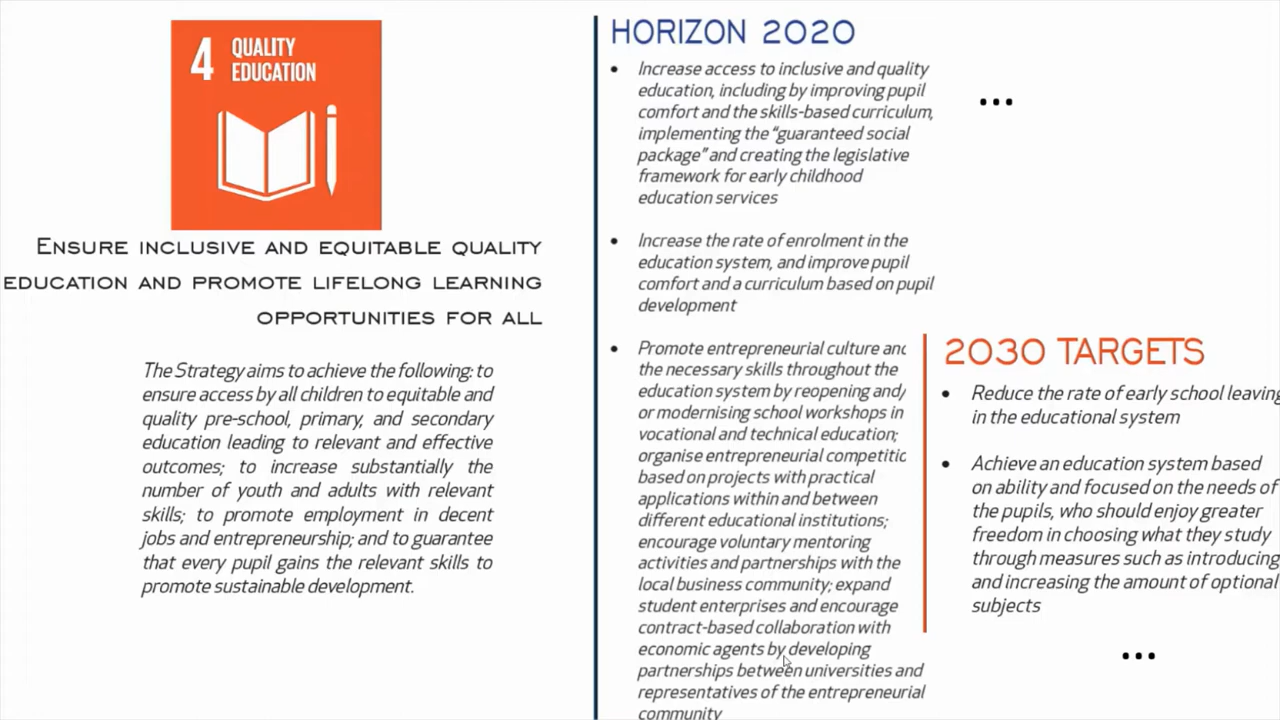 4 QUALITY
EDUCATION
ENSURE INCLUSIVE AND EQUITABLE QUALITY
EDUCATION AND PROMOTE LIFELONG LEARNING
OPPORTUNITIES FOR ALL
The Strategy aims to achieve the following: to
ensure access by all children to equitable and
quality pre-school, primary, and secondary
education leading to relevant and effective
outcomes; to increase substantially the
number of youth and adults with relevant
skills; to promote employment in decent
jobs and entrepreneurship; and to guarantee
that every pupil gains the relevant skills to
promote sustainable development.
HORIZON 2020
• Increase access to inclusive and quality
education, including by improving pupil
comfort and the skills-based curriculum,
implementing the “guaranteed social
package” and creating the legislative
framework for early childhood
education services
• Increase the rate of enrolment in the
education system, and improve pupil
comfort and a curriculum based on pupil
development
• Promote entrepreneurial culture and
the necessary skills throughout the
education system by reopening and/
or modernising school workshops in
vocational and technical education;
organise entrepreneurial competitic
based on projects with practical
applications within and between
different educational institutions;
encourage voluntary mentoring
activities and partnerships with the
local business community; expand
student enterprises and encourage
contract-based collaboration with
economic agents by developing
partnerships between universities and
representatives of the entrepreneurial
community
...
2030 TARGETS
• Reduce the rate of early school leaving
in the educational system
• Achieve an education system based
on ability and focused on the needs of
the pupils, who should enjoy greater
freedom in choosing what they study
through measures such as introducing
and increasing the amount of optional
subjects
...